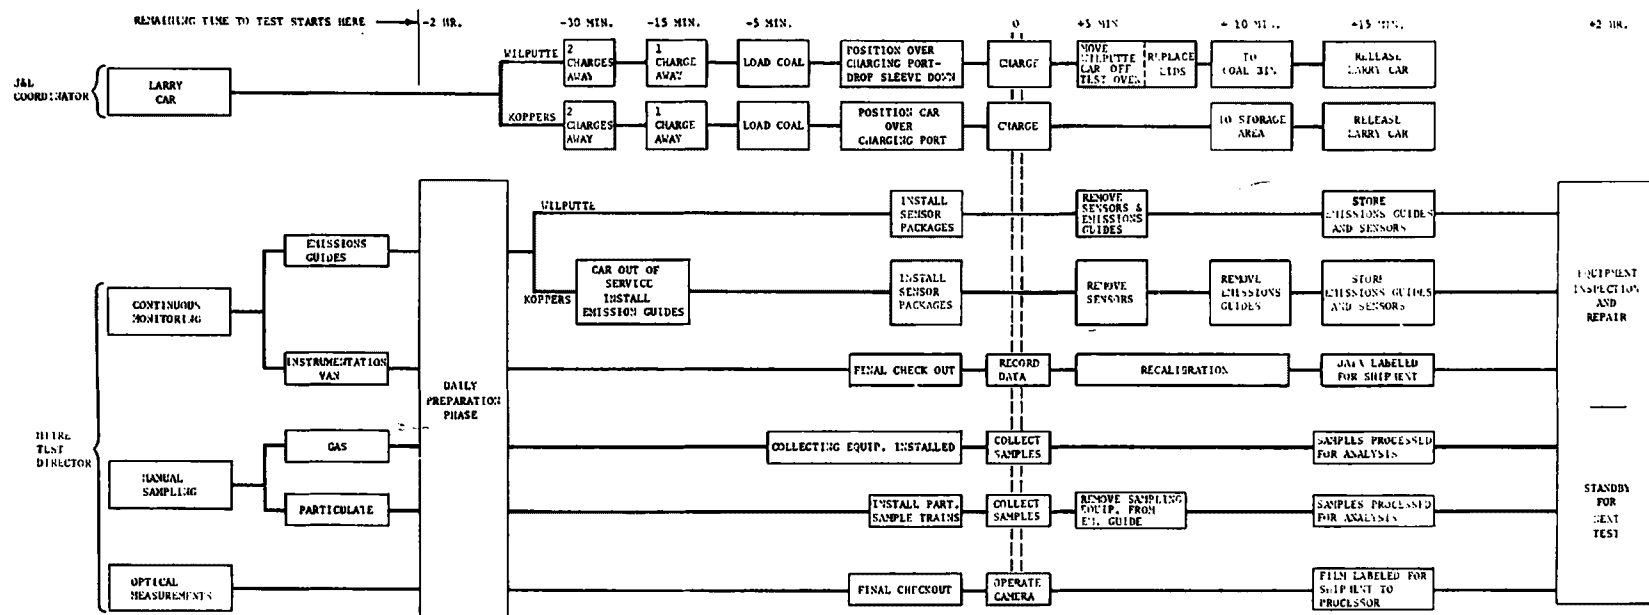 REMAINING TIME TO TEST STARTS HERE
-2 HR.
-30 MIN.
-15 MIN.
-5 MIN.
0
+5 MIN
+ 10 MIN.
+15 MIN.
+2 HR.
J&L
COORDINATOR
LARRY
CAR
WILPUTTE
2
CHARGES
AWAY
1
CHARGE
AWAY
LOAD COAL
POSITION OVER
CHARGING PORT-
DROP SLEEVE DOWN
CHARGE
MOVE
WILPUTTE
CAR OFF
TEST OVEN
REPLACE
LIDS
TO
COAL BIN
RELEASE
LARRY CAR
KOPPERS
2
CHARGES
AWAY
1
CHARGE
AWAY
LOAD COAL
POSITION CAR
OVER
CHARGING PORT
CHARGE
TO STORAGE
AREA
RELEASE
LARRY CAR
MITRE
TEST
DIRECTOR
CONTINUOUS
MONITORING
EMISSIONS
GUIDES
INSTRUMENTATION
VAN
MANUAL
SAMPLING
GAS
PARTICULATE
OPTICAL
MEASUREMENTS
DAILY
PREPARATION
PHASE
WILPUTTE
INSTALL
SENSOR
PACKAGES
REMOVE
SENSORS &
EMISSIONS
GUIDES
STORE
EMISSIONS GUIDES
AND SENSORS
KOPPERS
CAR OUT OF
SERVICE
INSTALL
EMISSION GUIDES
INSTALL
SENSOR
PACKAGES
REMOVE
SENSORS
REMOVE
EMISSIONS
GUIDES
STORE
EMISSIONS GUIDES
AND SENSORS
FINAL CHECK OUT
RECORD
DATA
RECALIBRATION
DATA LABELED
FOR SHIPMENT
COLLECTING EQUIP. INSTALLED
COLLECT
SAMPLES
SAMPLES PROCESSED
FOR ANALYSIS
INSTALL PART.
SAMPLE TRAINS
COLLECT
SAMPLES
REMOVE SAMPLING
EQUIP. FROM
EM. GUIDE
SAMPLES PROCESSED
FOR ANALYSIS
FINAL CHECKOUT
OPERATE
CAMERA
FILM LABELED FOR
SHIPMENT TO
PROCESSOR
EQUIPMENT
INSPECTION
AND
REPAIR
STANDBY
FOR
NEXT
TEST